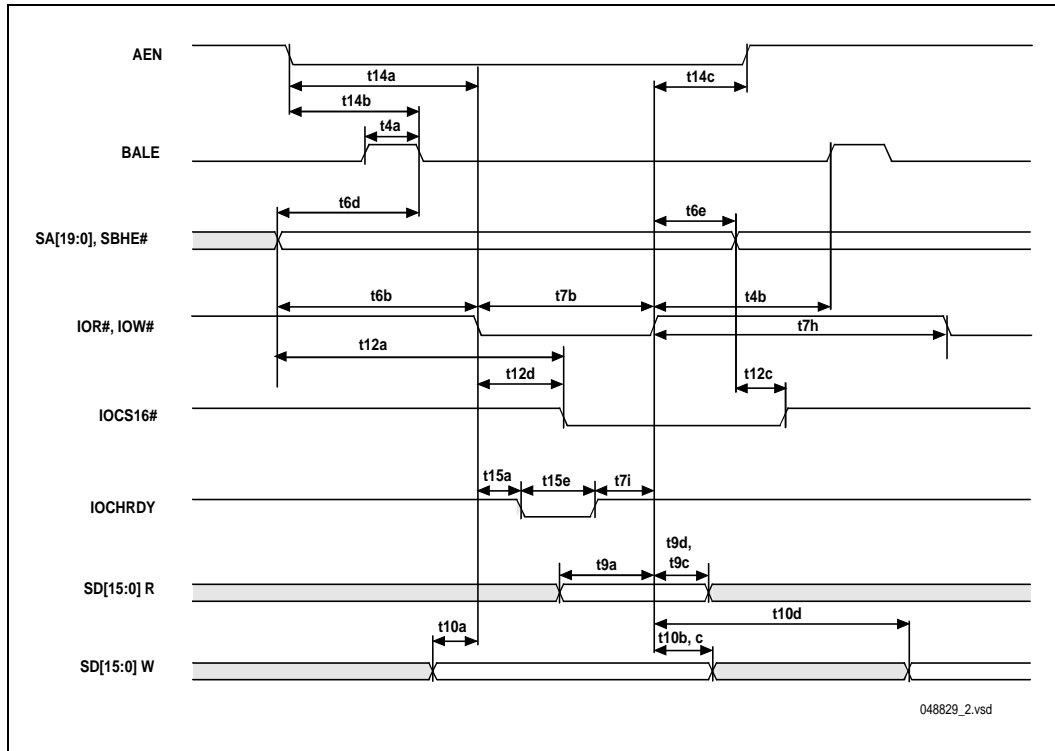 AEN
t14a
t14c
t14b
t4a
BALE
t6d
t6e
SA[19:0], SBHE#
t6b
t7b
t4b
IOR#, IOW#
t7h
t12a
t12d
t12c
IOCS16#
t15a
t15e
t7i
IOCHRDY
t9d,
t9c
t9a
SD[15:0] R
t10d
t10a
t10b, c
SD[15:0] W
048829_2.vsd